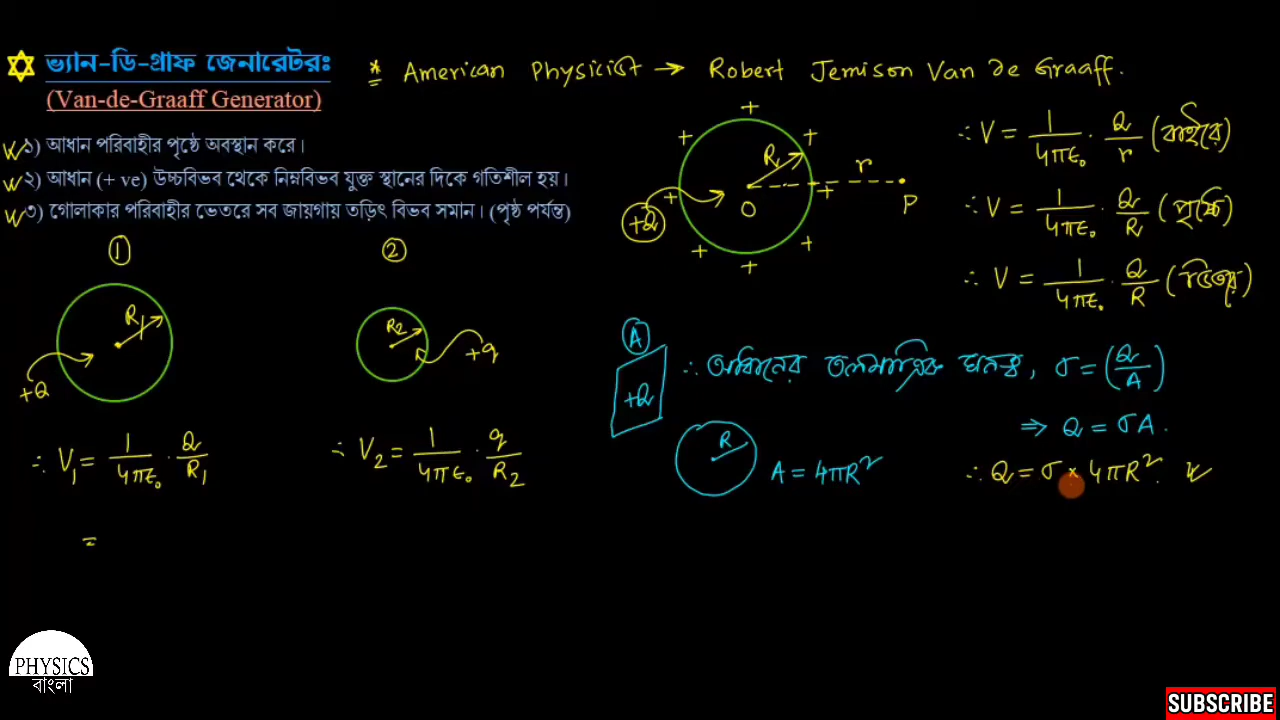 ভ্যান-ডি-গ্রাফ জেনারেটরঃ
(Van-de-Graaff Generator)
* American Physicist → Robert Jemison Van de Graaff.
১) আধান পরিবাহীর পৃষ্ঠে অবস্থান করে।
২) আধান (+ ve) উচ্চবিভব থেকে নিম্নবিভব যুক্ত স্থানের দিকে গতিশীল হয়।
৩) গোলাকার পরিবাহীর ভেতরে সব জায়গায় তড়িৎ বিভব সমান। (পৃষ্ঠ পর্যন্ত)
1
R1
+Q
∴ V₁ = 1/4πϵ₀ · Q/R₁
=
2
R2
+q
∴ V₂ = 1/4πϵ₀ · q/R₂
+ + + + + + + +
R
r
O
P
+Q
∴ V = 1/4πϵ₀ · Q/r (বাইরে)
∴ V = 1/4πϵ₀ · Q/R (পৃষ্ঠে)
∴ V = 1/4πϵ₀ · Q/R (ভিতরে)
A
+Q
∴ আধানের তলমাত্রিক ঘনত্ব, σ = (Q/A)
⇒ Q = σA.
R
A = 4πR²
∴ Q = σ × 4πR².
PHYSICS
বাংলা
SUBSCRIBE